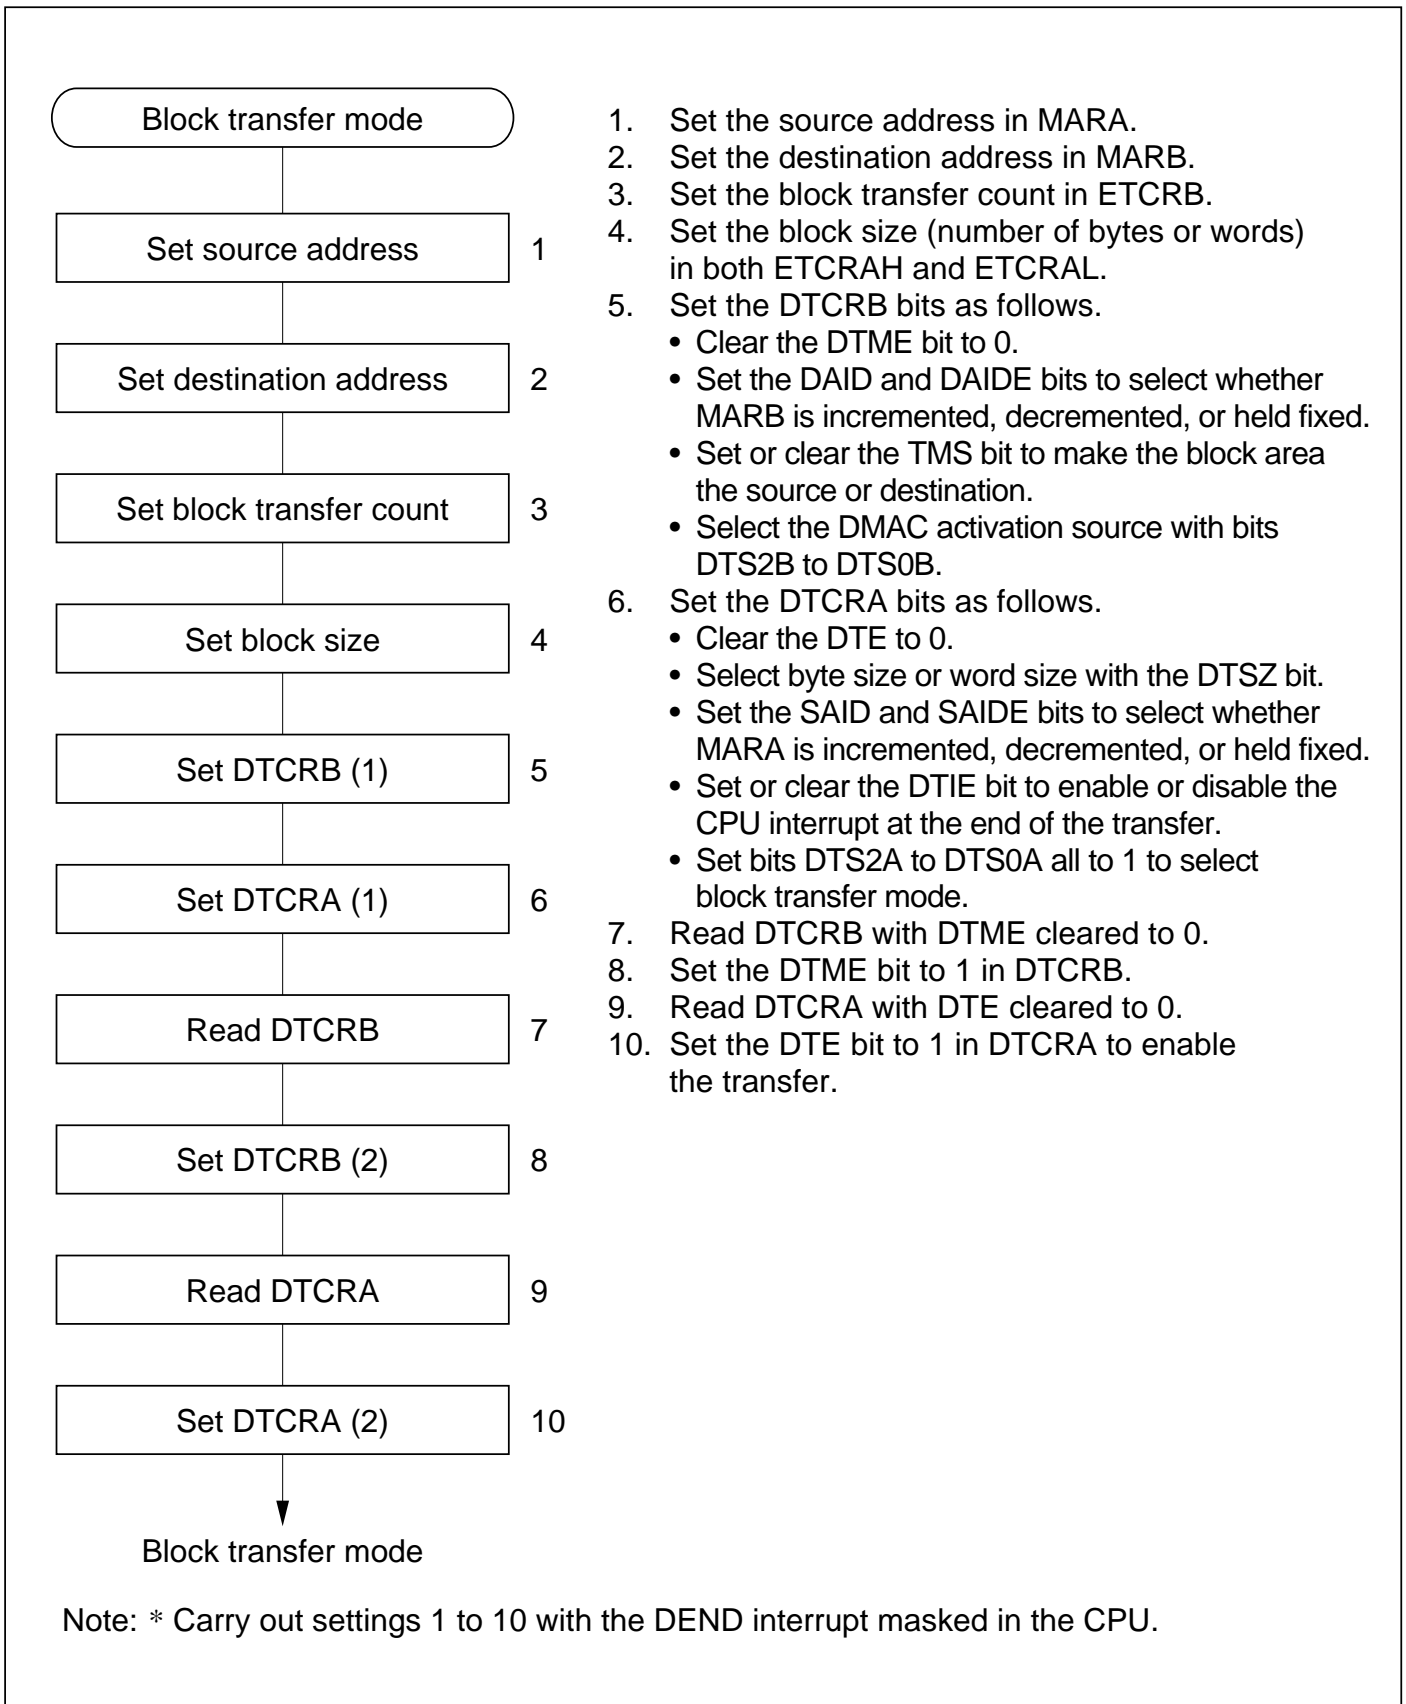 Block transfer mode
Set source address 1
Set destination address 2
Set block transfer count 3
Set block size 4
Set DTCRB (1) 5
Set DTCRA (1) 6
Read DTCRB 7
Set DTCRB (2) 8
Read DTCRA 9
Set DTCRA (2) 10
Block transfer mode
1. Set the source address in MARA.
2. Set the destination address in MARB.
3. Set the block transfer count in ETCRB.
4. Set the block size (number of bytes or words)
in both ETCRAH and ETCRAL.
5. Set the DTCRB bits as follows.
• Clear the DTME bit to 0.
• Set the DAID and DAIDE bits to select whether
MARB is incremented, decremented, or held fixed.
• Set or clear the TMS bit to make the block area
the source or destination.
• Select the DMAC activation source with bits
DTS2B to DTS0B.
6. Set the DTCRA bits as follows.
• Clear the DTE to 0.
• Select byte size or word size with the DTSZ bit.
• Set the SAID and SAIDE bits to select whether
MARA is incremented, decremented, or held fixed.
• Set or clear the DTIE bit to enable or disable the
CPU interrupt at the end of the transfer.
• Set bits DTS2A to DTS0A all to 1 to select
block transfer mode.
7. Read DTCRB with DTME cleared to 0.
8. Set the DTME bit to 1 in DTCRB.
9. Read DTCRA with DTE cleared to 0.
10. Set the DTE bit to 1 in DTCRA to enable
the transfer.
Note: * Carry out settings 1 to 10 with the DEND interrupt masked in the CPU.